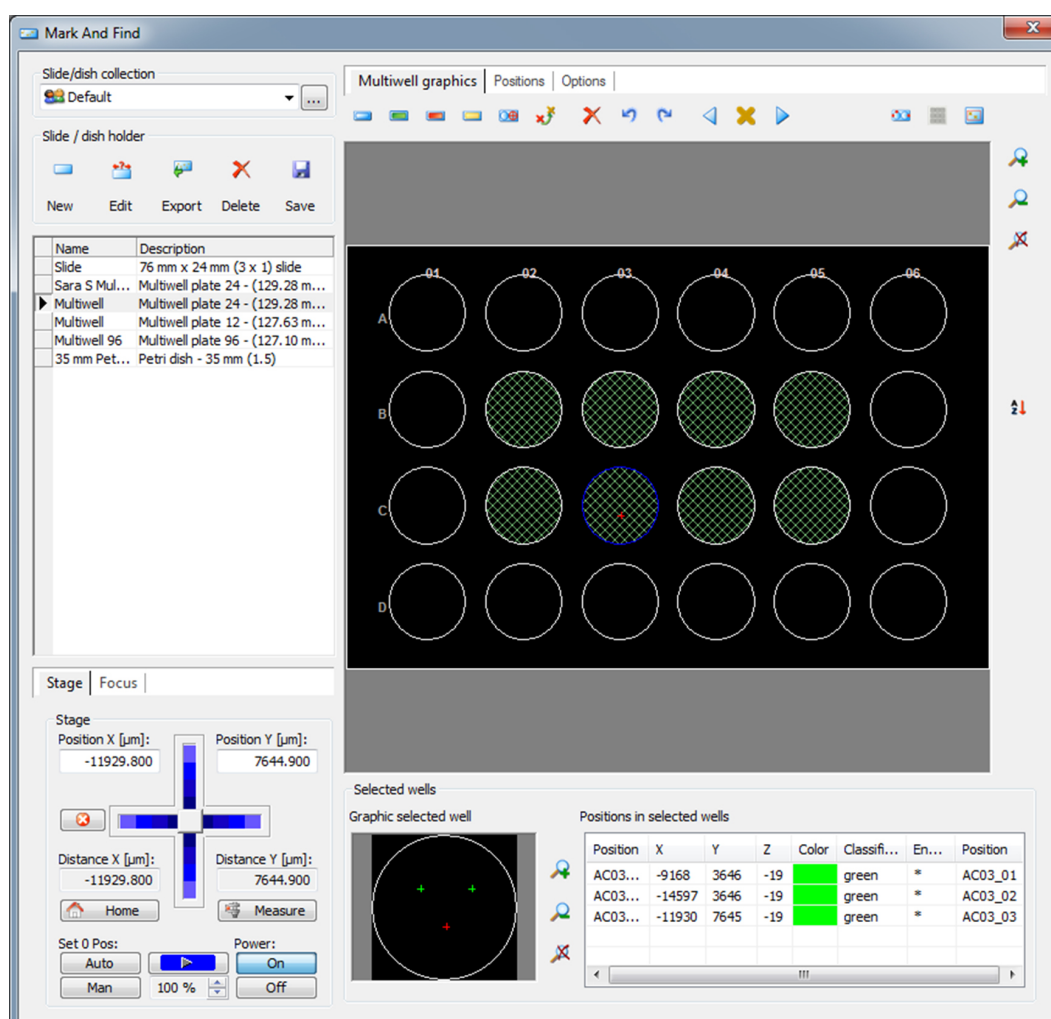 Mark And Find
Slide/dish collection
Default
...
Slide / dish holder
New Edit Export Delete Save
Name Description
Slide 76 mm x 24 mm (3 x 1) slide
Sara S Mul... Multiwell plate 24 - (129.28 m...
Multiwell Multiwell plate 24 - (129.28 m...
Multiwell Multiwell plate 12 - (127.63 m...
Multiwell 96 Multiwell plate 96 - (127.10 m...
35 mm Pet... Petri dish - 35 mm (1.5)
Stage Focus
Stage
Position X [µm]: Position Y [µm]:
-11929.800 7644.900
Distance X [µm]: Distance Y [µm]:
-11929.800 7644.900
Home Measure
Set 0 Pos: Power:
Auto On
Man 100 % Off
Multiwell graphics Positions Options
01 02 03 04 05 06
A
B
C
D
Selected wells
Graphic selected well Positions in selected wells
Position X Y Z Color Classifi... En... Position
AC03... -9168 3646 -19 green * AC03_01
AC03... -14597 3646 -19 green * AC03_02
AC03... -11930 7645 -19 green * AC03_03